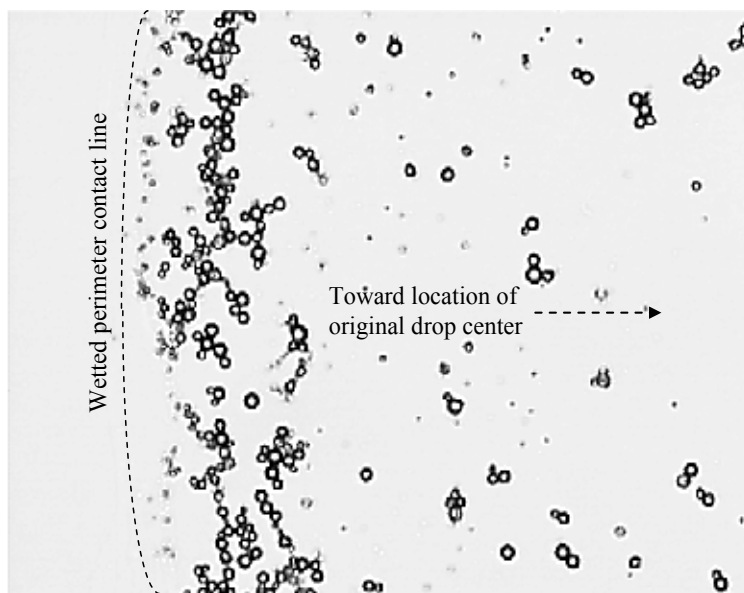 Wetted perimeter contact line
Toward location of
original drop center